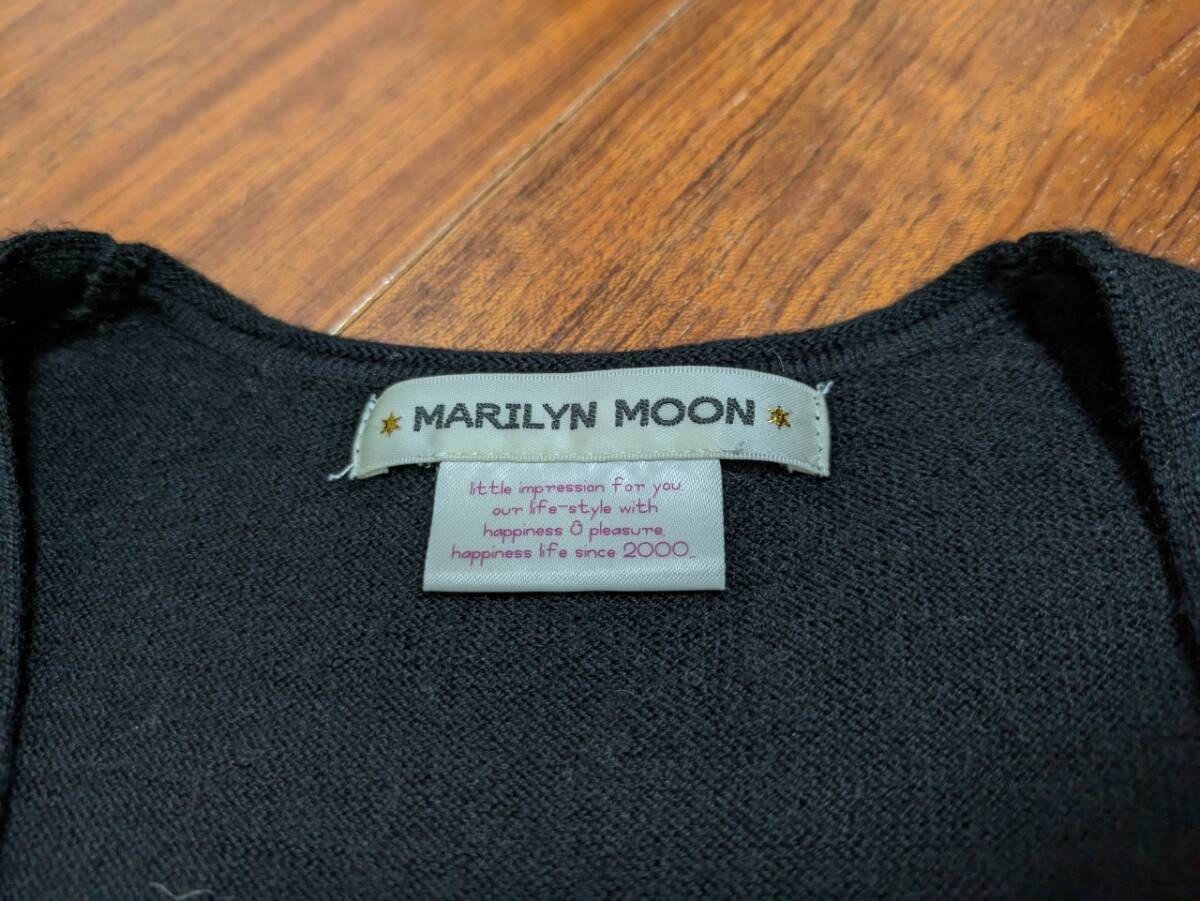 MARILYN MOON
little impression for you.
our life-style with
happiness & pleasure.
happiness life since 2000...